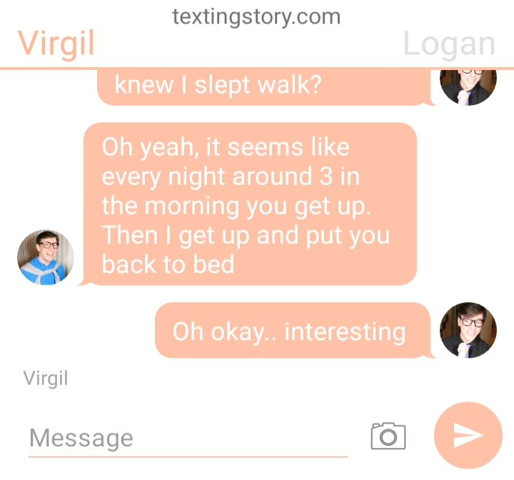 textingstory.com
Virgil
Logan
knew I slept walk?
Oh yeah, it seems like
every night around 3 in
the morning you get up.
Then I get up and put you
back to bed
Oh okay.. interesting
Virgil
Message